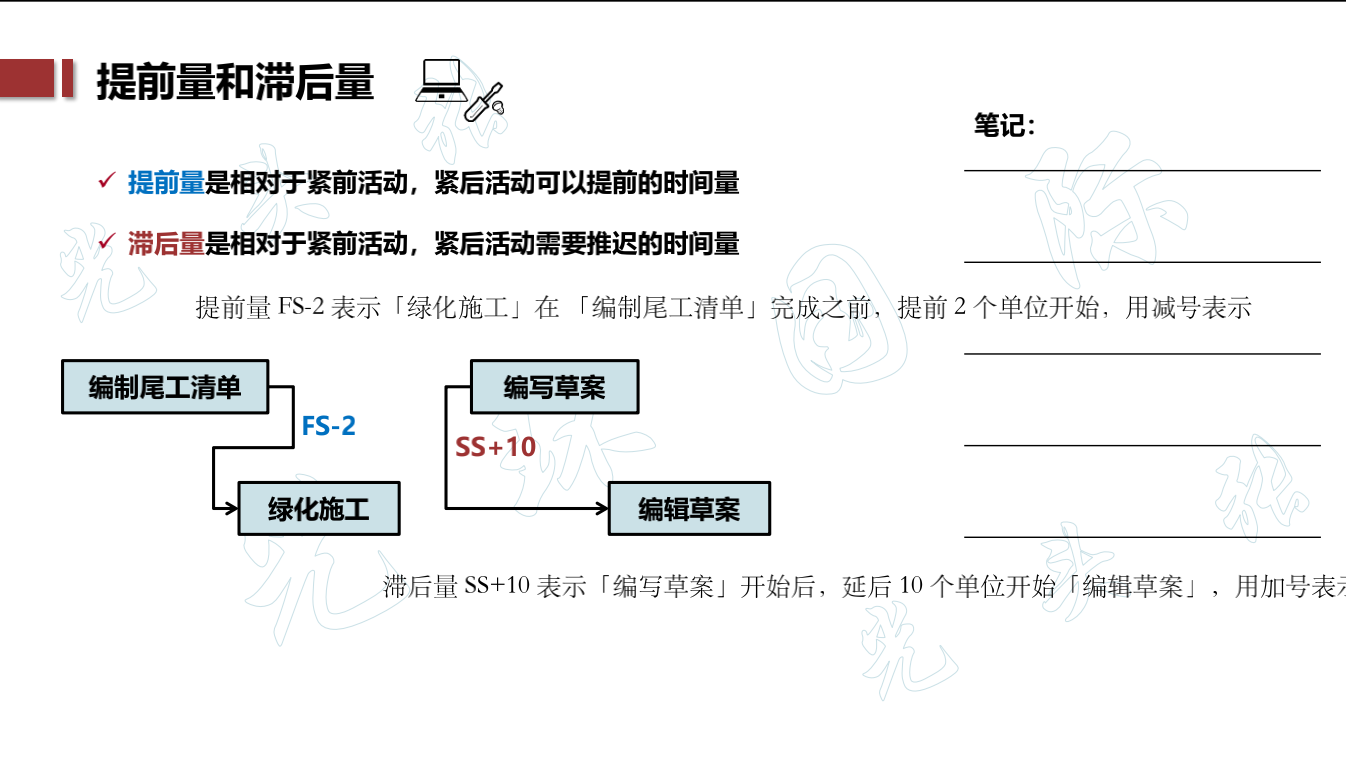 提前量和滞后量
笔记：
提前量是相对于紧前活动，紧后活动可以提前的时间量
滞后量是相对于紧前活动，紧后活动需要推迟的时间量
提前量 FS-2 表示「绿化施工」在 「编制尾工清单」完成之前，提前 2 个单位开始，用减号表示
编制尾工清单
编写草案
FS-2
SS+10
绿化施工
编辑草案
滞后量 SS+10 表示「编写草案」开始后，延后 10 个单位开始「编辑草案」，用加号表示